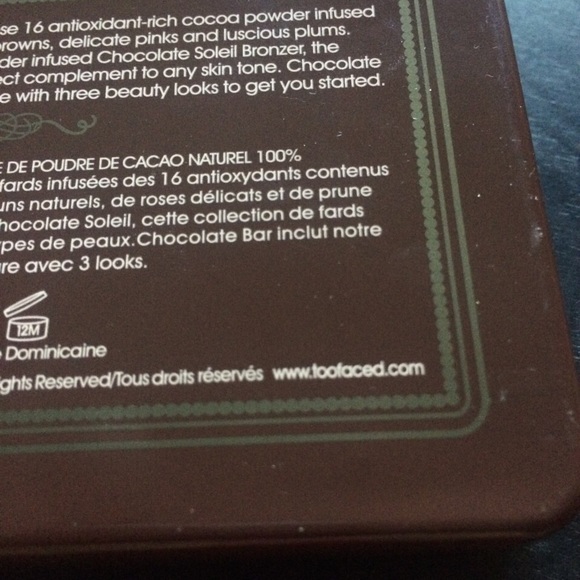 se 16 antioxidant-rich cocoa powder infused
rowns, delicate pinks and luscious plums.
der infused Chocolate Soleil Bronzer, the
ect complement to any skin tone. Chocolate
e with three beauty looks to get you started.
E DE POUDRE DE CACAO NATUREL 100%
fards infusées des 16 antioxydants contenus
uns naturels, de roses délicats et de prune
hocolate Soleil, cette collection de fards
ypes de peaux.Chocolate Bar inclut notre
re avec 3 looks.
12M
Dominicaine
ights Reserved/Tous droits réservés www.toofaced.com